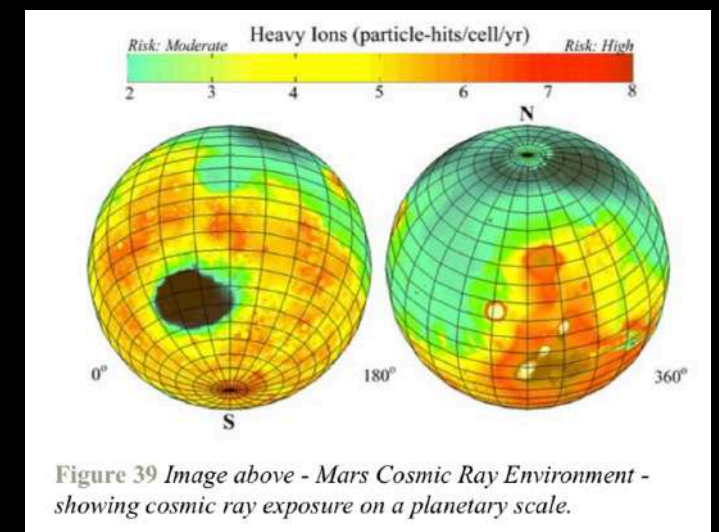 Heavy Ions (particle-hits/cell/yr)
Risk: Moderate
Risk: High
2 3 4 5 6 7 8
N
0° 180° 360°
S
Figure 39 Image above - Mars Cosmic Ray Environment -
showing cosmic ray exposure on a planetary scale.